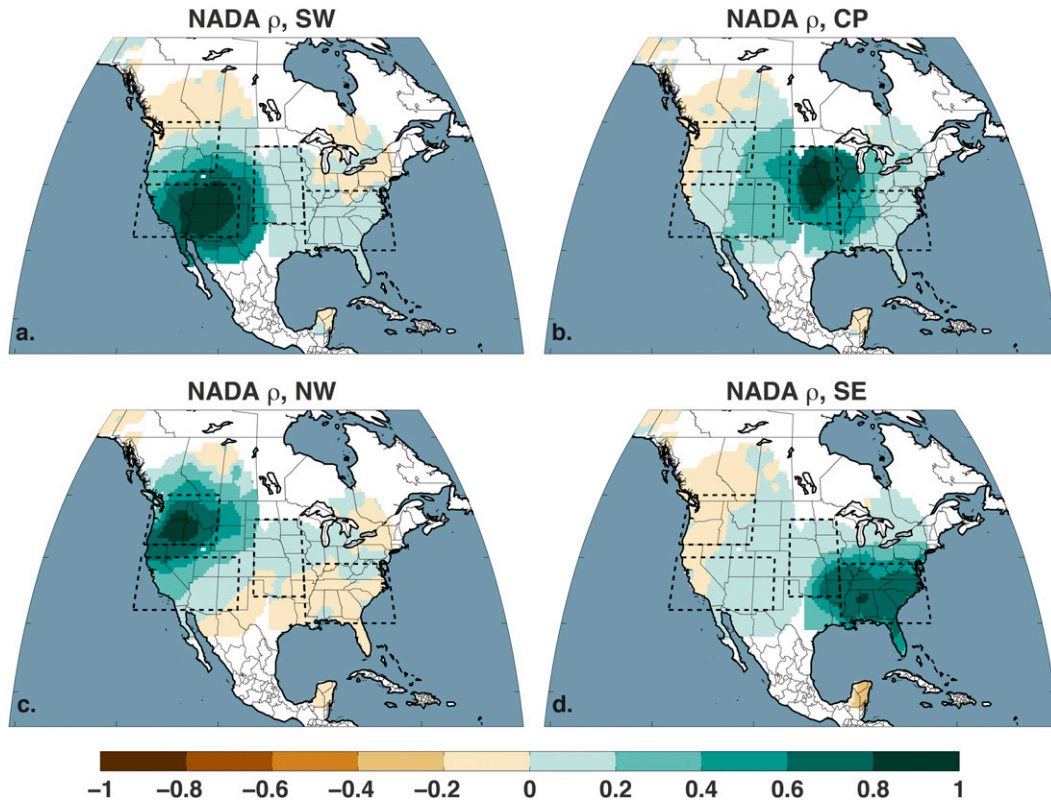 NADA ρ, SW
NADA ρ, CP
a.
b.
NADA ρ, NW
NADA ρ, SE
c.
d.
−1 −0.8 −0.6 −0.4 −0.2 0 0.2 0.4 0.6 0.8 1